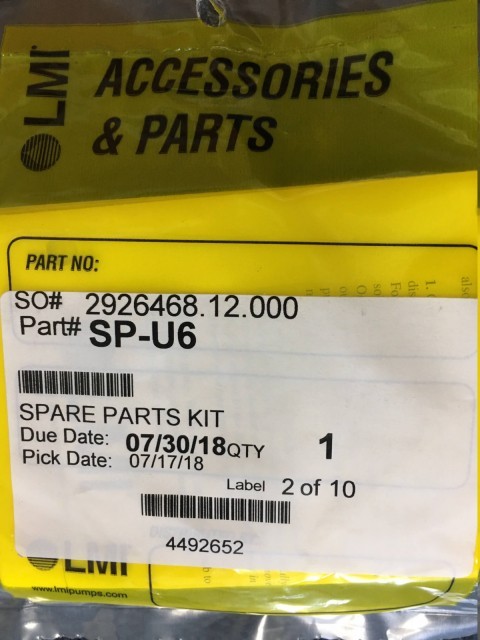 LMI
ACCESSORIES
& PARTS
PART NO:
SO# 2926468.12.000
Part# SP-U6
SPARE PARTS KIT
Due Date: 07/30/18 QTY 1
Pick Date: 07/17/18
Label 2 of 10
4492652
LMI
www.lmipumps.com